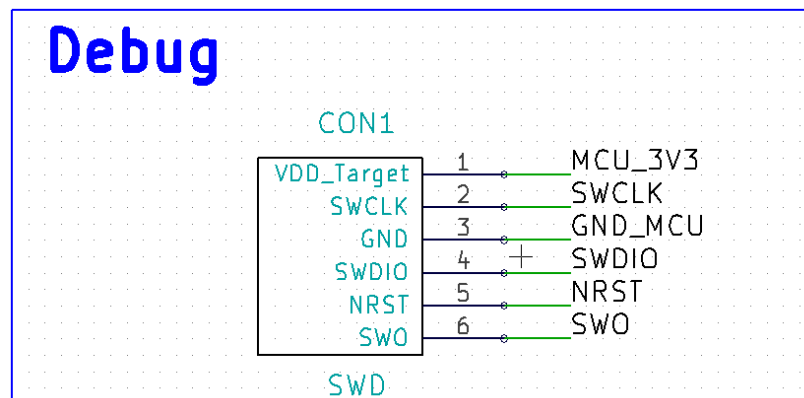 Debug
CON1
VDD_Target 1 MCU_3V3
SWCLK 2 SWCLK
GND 3 GND_MCU
SWDIO 4 SWDIO
NRST 5 NRST
SWO 6 SWO
SWD